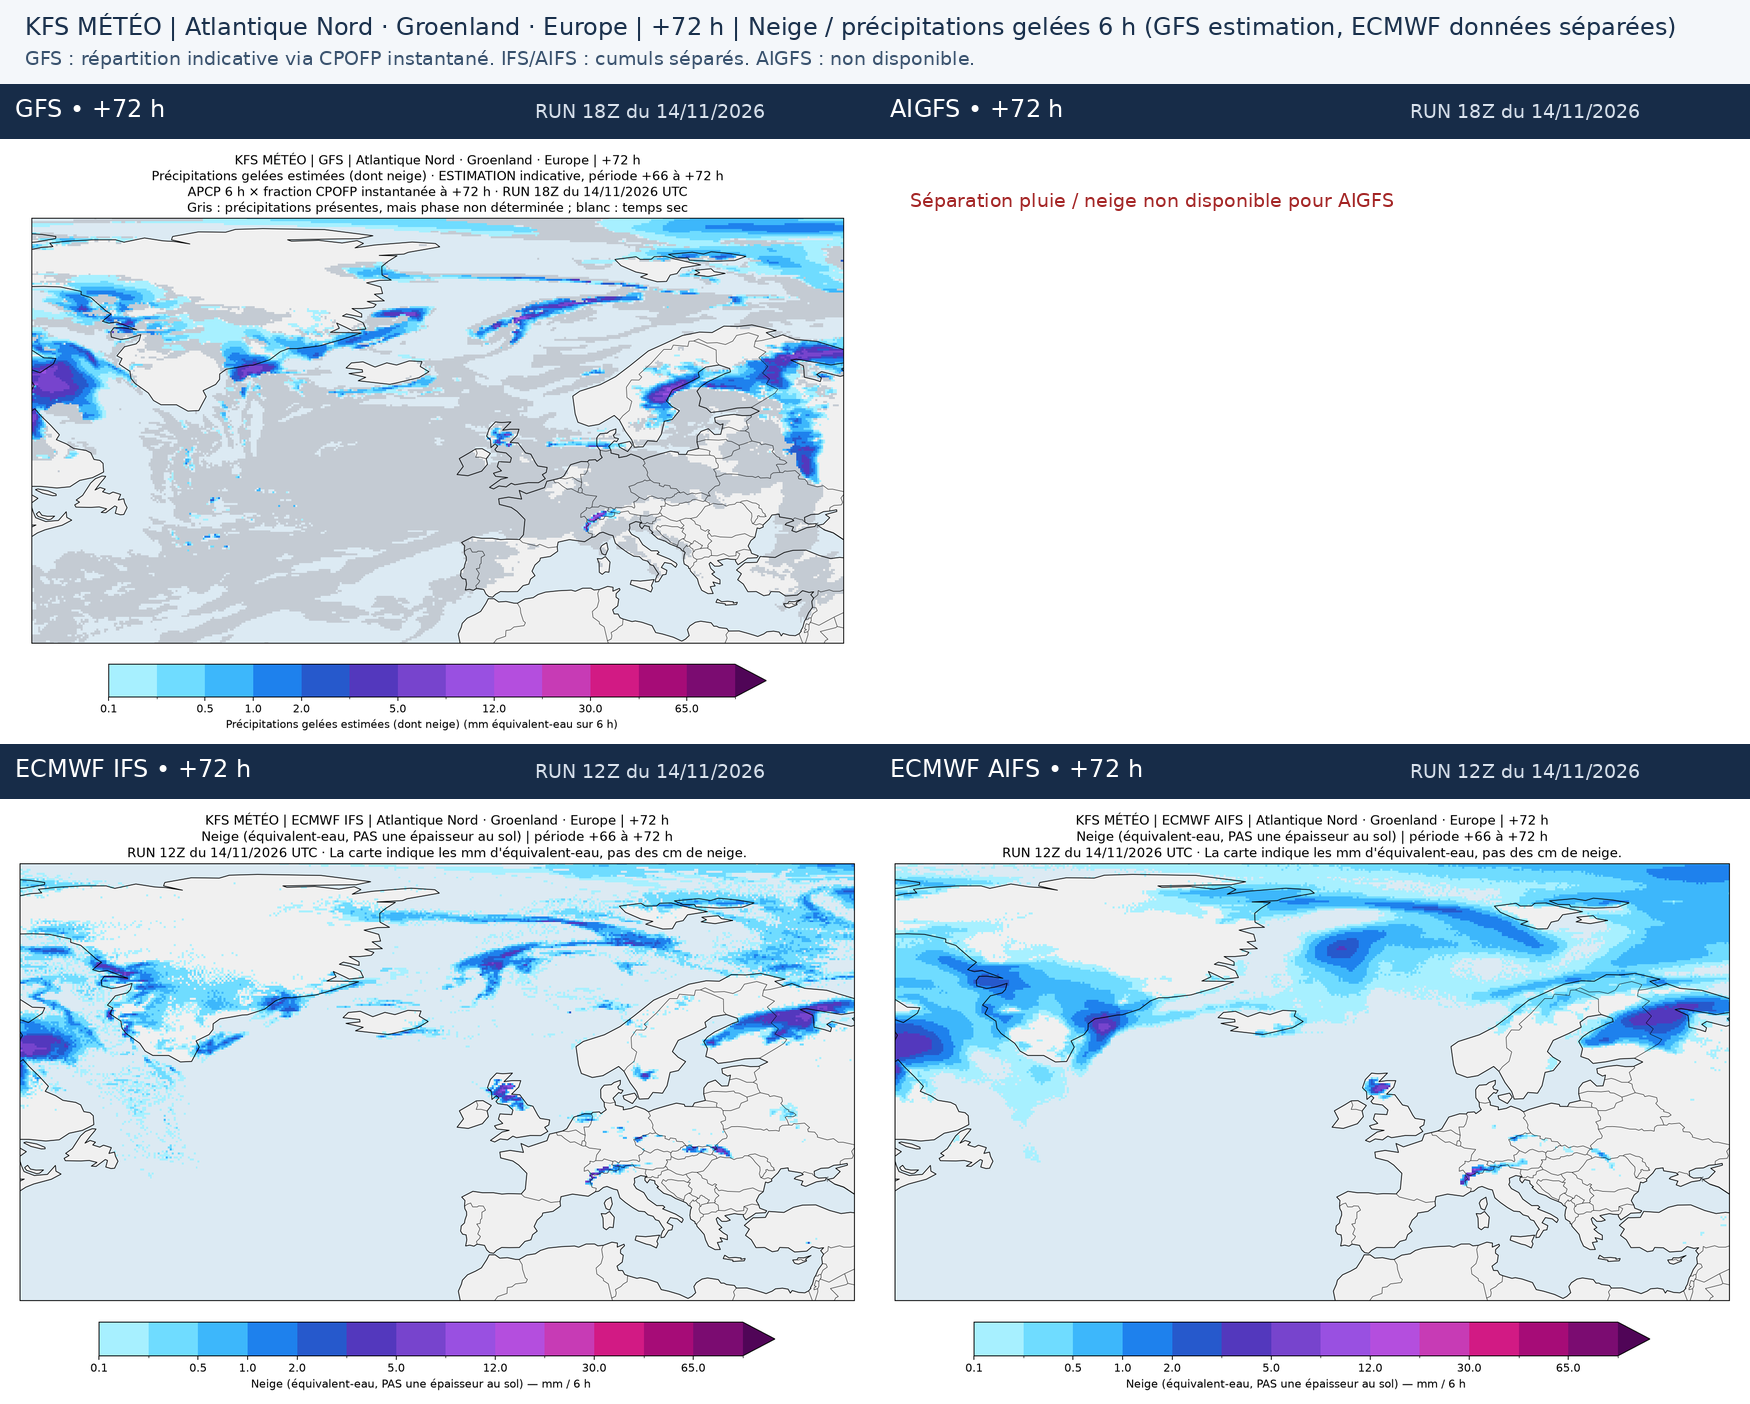 KFS MÉTÉO | Atlantique Nord · Groenland · Europe | +72 h | Neige / précipitations gelées 6 h (GFS estimation, ECMWF données séparées)
GFS : répartition indicative via CPOFP instantané. IFS/AIFS : cumuls séparés. AIGFS : non disponible.
GFS • +72 h
RUN 18Z du 14/11/2026
AIGFS • +72 h
RUN 18Z du 14/11/2026
KFS MÉTÉO | GFS | Atlantique Nord · Groenland · Europe | +72 h
Précipitations gelées estimées (dont neige) · ESTIMATION indicative, période +66 à +72 h
APCP 6 h × fraction CPOFP instantanée à +72 h · RUN 18Z du 14/11/2026 UTC
Gris : précipitations présentes, mais phase non déterminée ; blanc : temps sec
Séparation pluie / neige non disponible pour AIGFS
0.1 0.5 1.0 2.0 5.0 12.0 30.0 65.0
Précipitations gelées estimées (dont neige) (mm équivalent-eau sur 6 h)
ECMWF IFS • +72 h
RUN 12Z du 14/11/2026
ECMWF AIFS • +72 h
RUN 12Z du 14/11/2026
KFS MÉTÉO | ECMWF IFS | Atlantique Nord · Groenland · Europe | +72 h
Neige (équivalent-eau, PAS une épaisseur au sol) | période +66 à +72 h
RUN 12Z du 14/11/2026 UTC · La carte indique les mm d'équivalent-eau, pas des cm de neige.
0.1 0.5 1.0 2.0 5.0 12.0 30.0 65.0
Neige (équivalent-eau, PAS une épaisseur au sol) — mm / 6 h
KFS MÉTÉO | ECMWF AIFS | Atlantique Nord · Groenland · Europe | +72 h
Neige (équivalent-eau, PAS une épaisseur au sol) | période +66 à +72 h
RUN 12Z du 14/11/2026 UTC · La carte indique les mm d'équivalent-eau, pas des cm de neige.
0.1 0.5 1.0 2.0 5.0 12.0 30.0 65.0
Neige (équivalent-eau, PAS une épaisseur au sol) — mm / 6 h